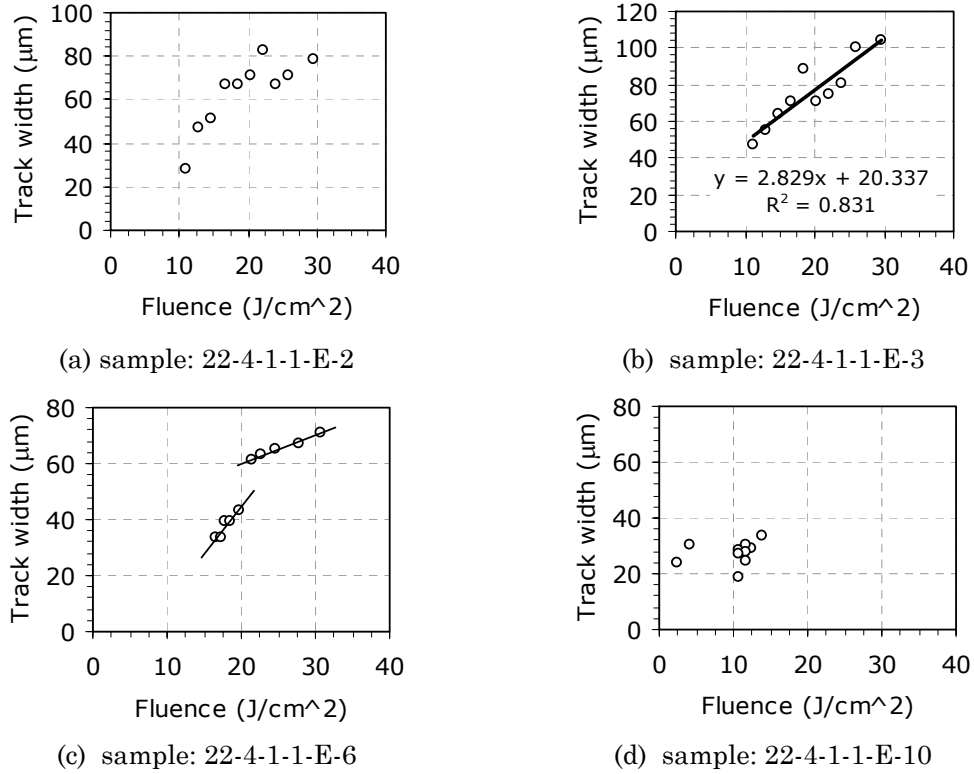 100
80
60
40
20
0
Track width (μm)
0 10 20 30 40
Fluence (J/cm^2)
(a) sample: 22-4-1-1-E-2
120
100
80
60
40
20
0
Track width (μm)
y = 2.829x + 20.337
R² = 0.831
0 10 20 30 40
Fluence (J/cm^2)
(b) sample: 22-4-1-1-E-3
80
60
40
20
0
Track width (μm)
0 10 20 30 40
Fluence (J/cm^2)
(c) sample: 22-4-1-1-E-6
80
60
40
20
0
Track width (μm)
0 10 20 30 40
Fluence (J/cm^2)
(d) sample: 22-4-1-1-E-10